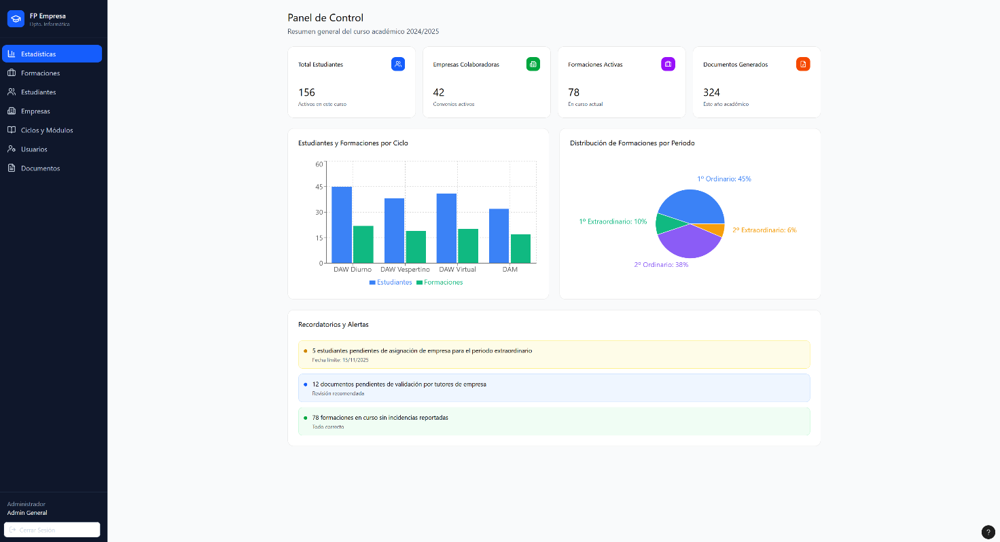 FP Empresa
Dpto. Informática
Estadísticas
Formaciones
Estudiantes
Empresas
Ciclos y Módulos
Usuarios
Documentos
Administrador
Admin General
Cerrar Sesión
Panel de Control
Resumen general del curso académico 2024/2025
Total Estudiantes
156
Activos en este curso
Empresas Colaboradoras
42
Convenios activos
Formaciones Activas
78
En curso actual
Documentos Generados
324
Este año académico
Estudiantes y Formaciones por Ciclo
60
45
30
15
0
DAW Diurno DAW Vespertino DAW Virtual DAM
Estudiantes Formaciones
Distribución de Formaciones por Periodo
1º Ordinario: 45%
1º Extraordinario: 10%
2º Extraordinario: 6%
2º Ordinario: 38%
Recordatorios y Alertas
5 estudiantes pendientes de asignación de empresa para el periodo extraordinario
Fecha límite: 15/11/2025
12 documentos pendientes de validación por tutores de empresa
Revisión recomendada
78 formaciones en curso sin incidencias reportadas
Todo correcto
?